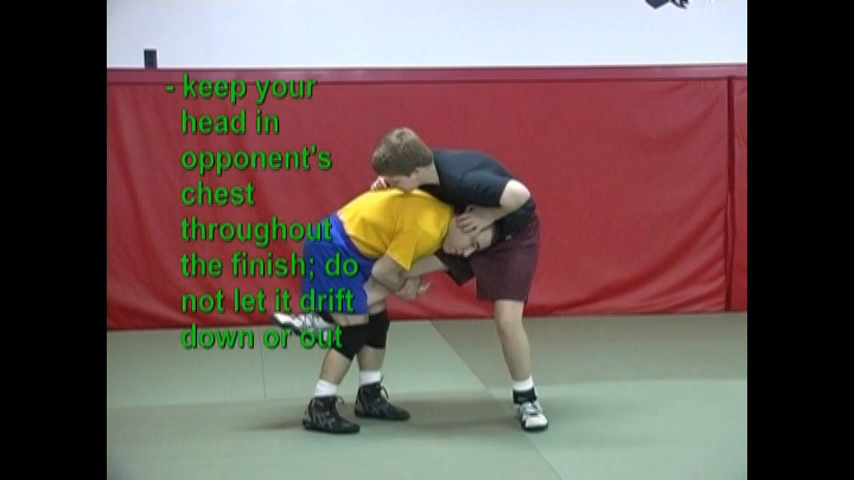 - keep your
head in
opponent's
chest
throughout
the finish; do
not let it drift
down or out